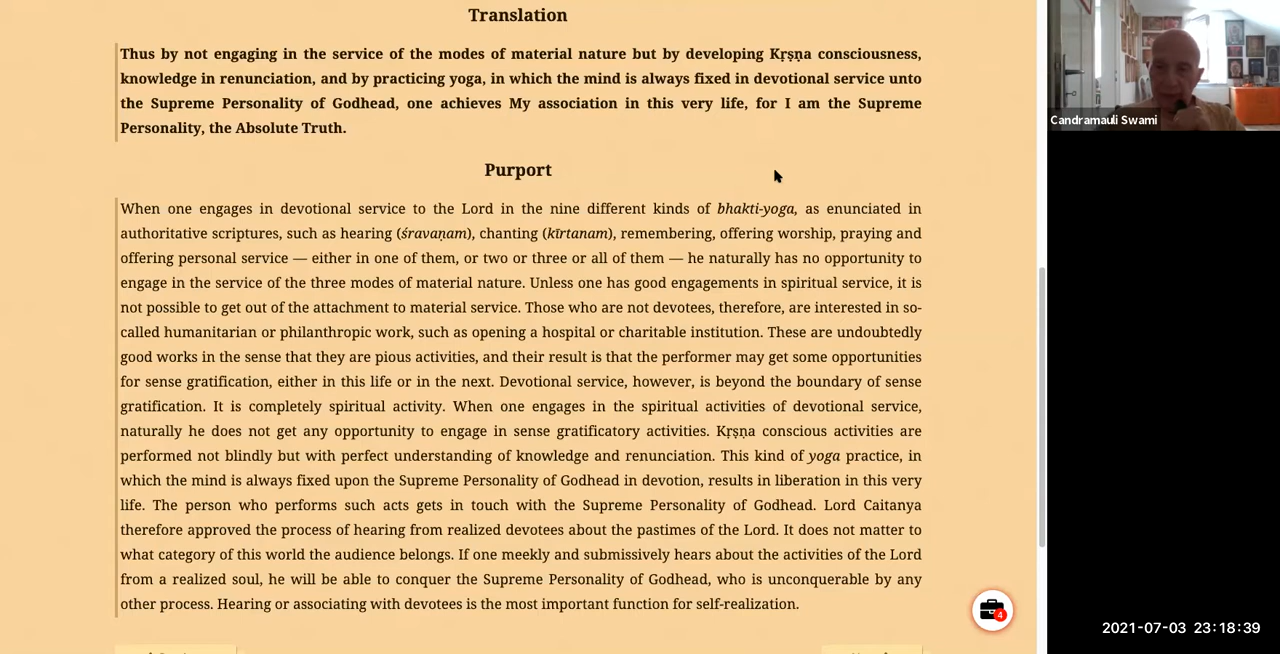 Translation
Thus by not engaging in the service of the modes of material nature but by developing Kṛṣṇa consciousness,
knowledge in renunciation, and by practicing yoga, in which the mind is always fixed in devotional service unto
the Supreme Personality of Godhead, one achieves My association in this very life, for I am the Supreme
Personality, the Absolute Truth.
Purport
When one engages in devotional service to the Lord in the nine different kinds of bhakti-yoga, as enunciated in
authoritative scriptures, such as hearing (śravaṇam), chanting (kīrtanam), remembering, offering worship, praying and
offering personal service — either in one of them, or two or three or all of them — he naturally has no opportunity to
engage in the service of the three modes of material nature. Unless one has good engagements in spiritual service, it is
not possible to get out of the attachment to material service. Those who are not devotees, therefore, are interested in so-
called humanitarian or philanthropic work, such as opening a hospital or charitable institution. These are undoubtedly
good works in the sense that they are pious activities, and their result is that the performer may get some opportunities
for sense gratification, either in this life or in the next. Devotional service, however, is beyond the boundary of sense
gratification. It is completely spiritual activity. When one engages in the spiritual activities of devotional service,
naturally he does not get any opportunity to engage in sense gratificatory activities. Kṛṣṇa conscious activities are
performed not blindly but with perfect understanding of knowledge and renunciation. This kind of yoga practice, in
which the mind is always fixed upon the Supreme Personality of Godhead in devotion, results in liberation in this very
life. The person who performs such acts gets in touch with the Supreme Personality of Godhead. Lord Caitanya
therefore approved the process of hearing from realized devotees about the pastimes of the Lord. It does not matter to
what category of this world the audience belongs. If one meekly and submissively hears about the activities of the Lord
from a realized soul, he will be able to conquer the Supreme Personality of Godhead, who is unconquerable by any
other process. Hearing or associating with devotees is the most important function for self-realization.
4
Candramauli Swami
2021-07-03 23:18:39